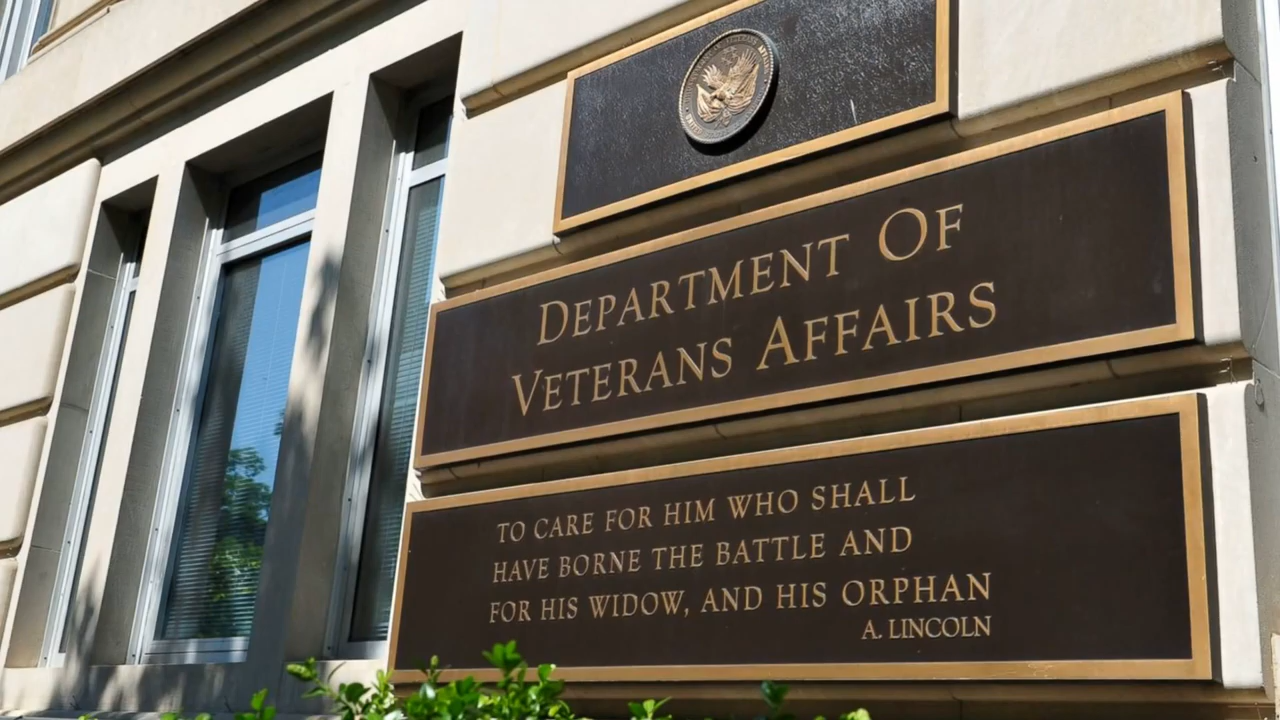 DEPARTMENT OF
VETERANS AFFAIRS
TO CARE FOR HIM WHO SHALL
HAVE BORNE THE BATTLE AND
FOR HIS WIDOW, AND HIS ORPHAN
A. LINCOLN